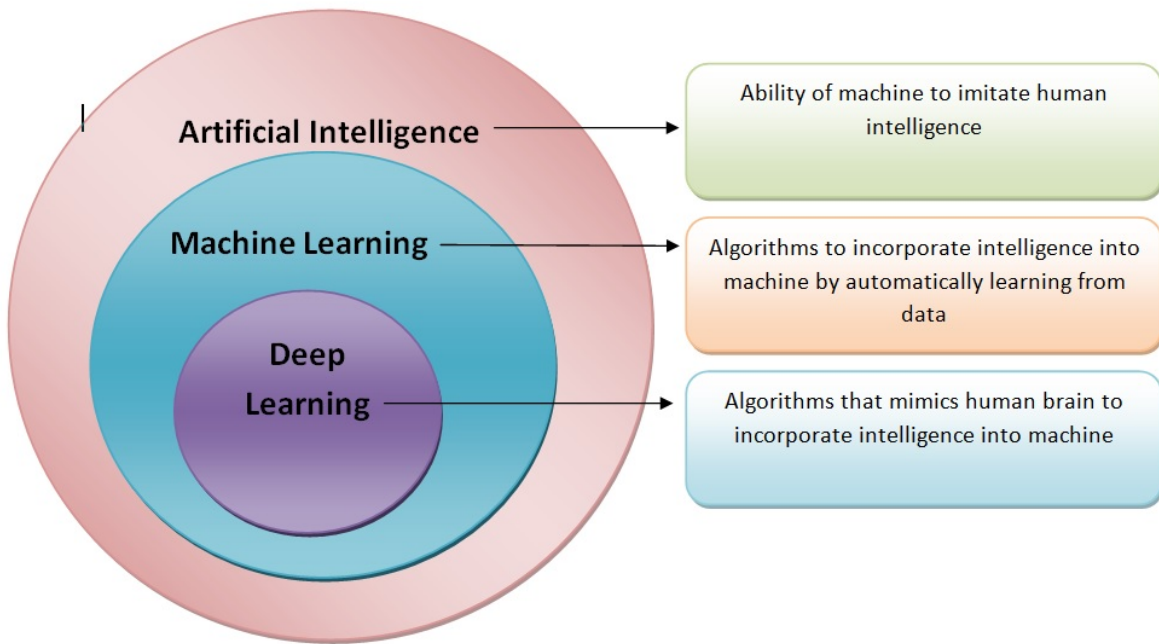 Artificial Intelligence
Ability of machine to imitate human
intelligence
Machine Learning
Algorithms to incorporate intelligence into
machine by automatically learning from
data
Deep
Learning
Algorithms that mimics human brain to
incorporate intelligence into machine